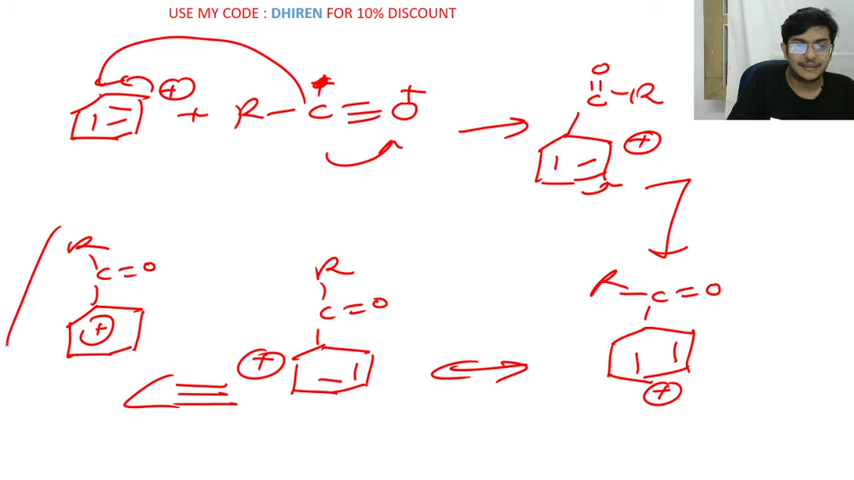 USE MY CODE : DHIREN FOR 10% DISCOUNT
⊕ + R — C ≡ O +
O
C — R
⊕
R
C = O
⊕
R
C = O
⊕
R — C = O
⊕